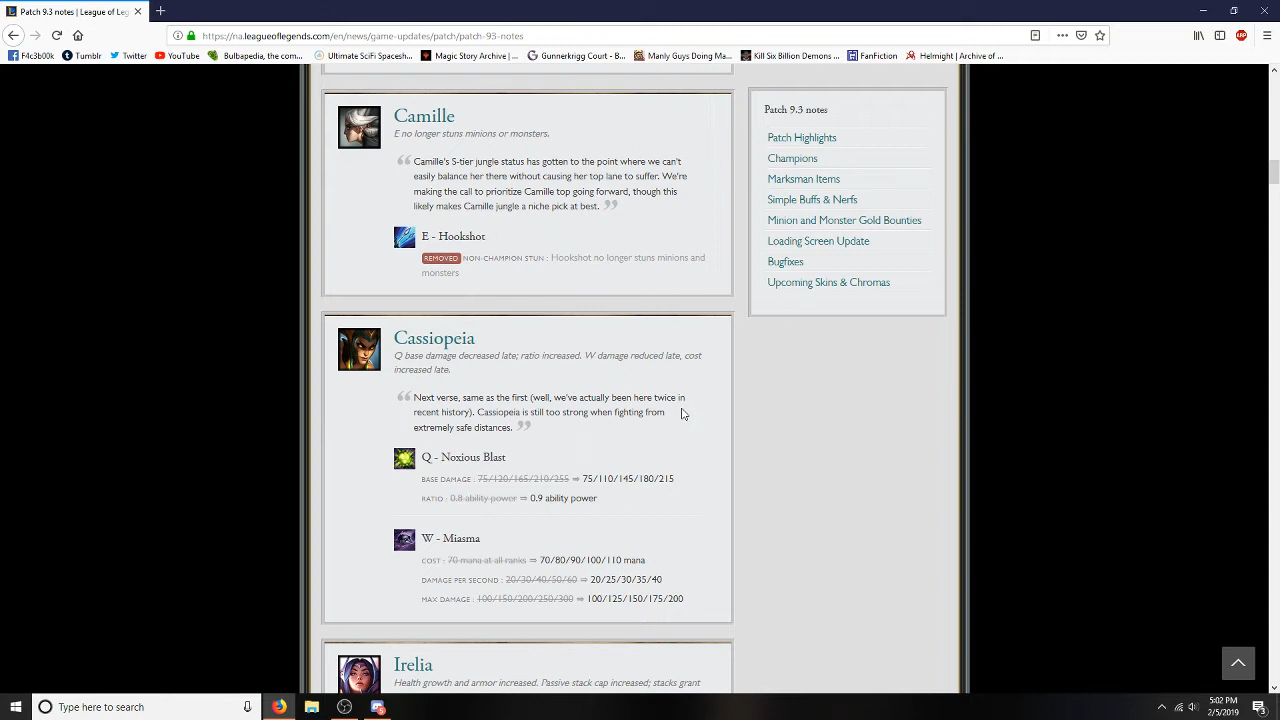 Patch 9.3 notes | League of Leg
https://na.leagueoflegends.com/en/news/game-updates/patch/patch-93-notes
F4c3b00k
Tumblr
Twitter
YouTube
Bulbapedia, the com...
Ultimate SciFi Spacesh...
Magic Story Archive |...
Gunnerkrigg Court - B...
Manly Guys Doing Ma...
Kill Six Billion Demons ...
FanFiction
Helmight | Archive of ...
Camille
E no longer stuns minions or monsters.
Camille's S-tier jungle status has gotten to the point where we can't
easily balance her there without causing her top lane to suffer. We're
making the call to prioritize Camille top going forward, though this
likely makes Camille jungle a niche pick at best.
E - Hookshot
REMOVED NON-CHAMPION STUN : Hookshot no longer stuns minions and
monsters
Cassiopeia
Q base damage decreased late; ratio increased. W damage reduced late, cost
increased late.
Next verse, same as the first (well, we've actually been here twice in
recent history). Cassiopeia is still too strong when fighting from
extremely safe distances.
Q - Noxious Blast
BASE DAMAGE : 75/120/165/210/255 ⇒ 75/110/145/180/215
RATIO : 0.8 ability power ⇒ 0.9 ability power
W - Miasma
COST : 70 mana at all ranks ⇒ 70/80/90/100/110 mana
DAMAGE PER SECOND : 20/30/40/50/60 ⇒ 20/25/30/35/40
MAX DAMAGE : 100/150/200/250/300 ⇒ 100/125/150/175/200
Irelia
Health growth and armor increased. Passive stack cap increased; stacks grant
Patch 9.3 notes
Patch Highlights
Champions
Marksman Items
Simple Buffs & Nerfs
Minion and Monster Gold Bounties
Loading Screen Update
Bugfixes
Upcoming Skins & Chromas
Type here to search
5:02 PM
2/5/2019